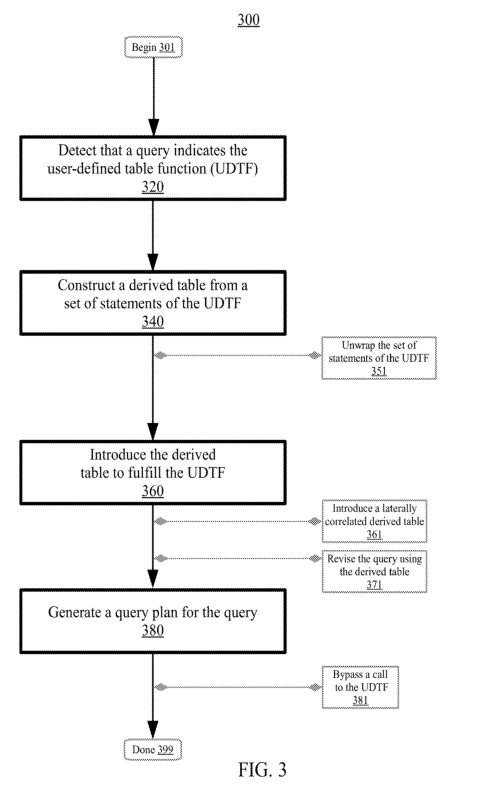 300
Begin 301
Detect that a query indicates the
user-defined table function (UDTF)
320
Construct a derived table from a
set of statements of the UDTF
340
Unwrap the set of
statements of the UDTF
351
Introduce the derived
table to fulfill the UDTF
360
Introduce a laterally
correlated derived table
361
Revise the query using
the derived table
371
Generate a query plan for the query
380
Bypass a call
to the UDTF
381
Done 399
FIG. 3